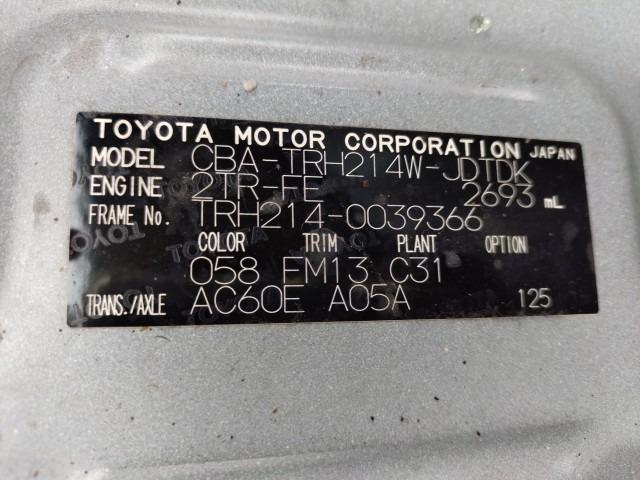 TOYOTA MOTOR CORPORATION JAPAN
MODEL CBA-TRH214W-JDTDK
ENGINE 2TR-FE 2693 mL
FRAME No. TRH214-0039366
COLOR TRIM PLANT OPTION
058 FM13 C31
TRANS./AXLE AC60E A05A 125